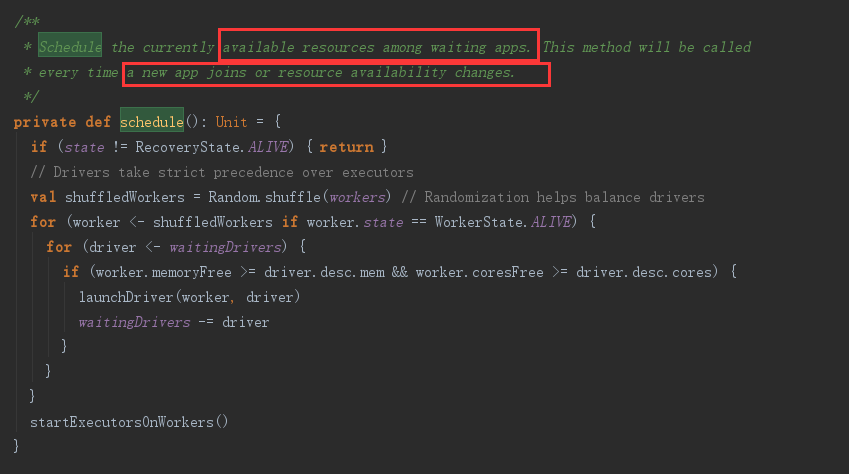 /**
 * Schedule the currently available resources among waiting apps. This method will be called
 * every time a new app joins or resource availability changes.
 */
private def schedule(): Unit = {
  if (state != RecoveryState.ALIVE) { return }
  // Drivers take strict precedence over executors
  val shuffledWorkers = Random.shuffle(workers) // Randomization helps balance drivers
  for (worker <- shuffledWorkers if worker.state == WorkerState.ALIVE) {
    for (driver <- waitingDrivers) {
      if (worker.memoryFree >= driver.desc.mem && worker.coresFree >= driver.desc.cores) {
        launchDriver(worker, driver)
        waitingDrivers -= driver
      }
    }
  }
  startExecutorsOnWorkers()
}